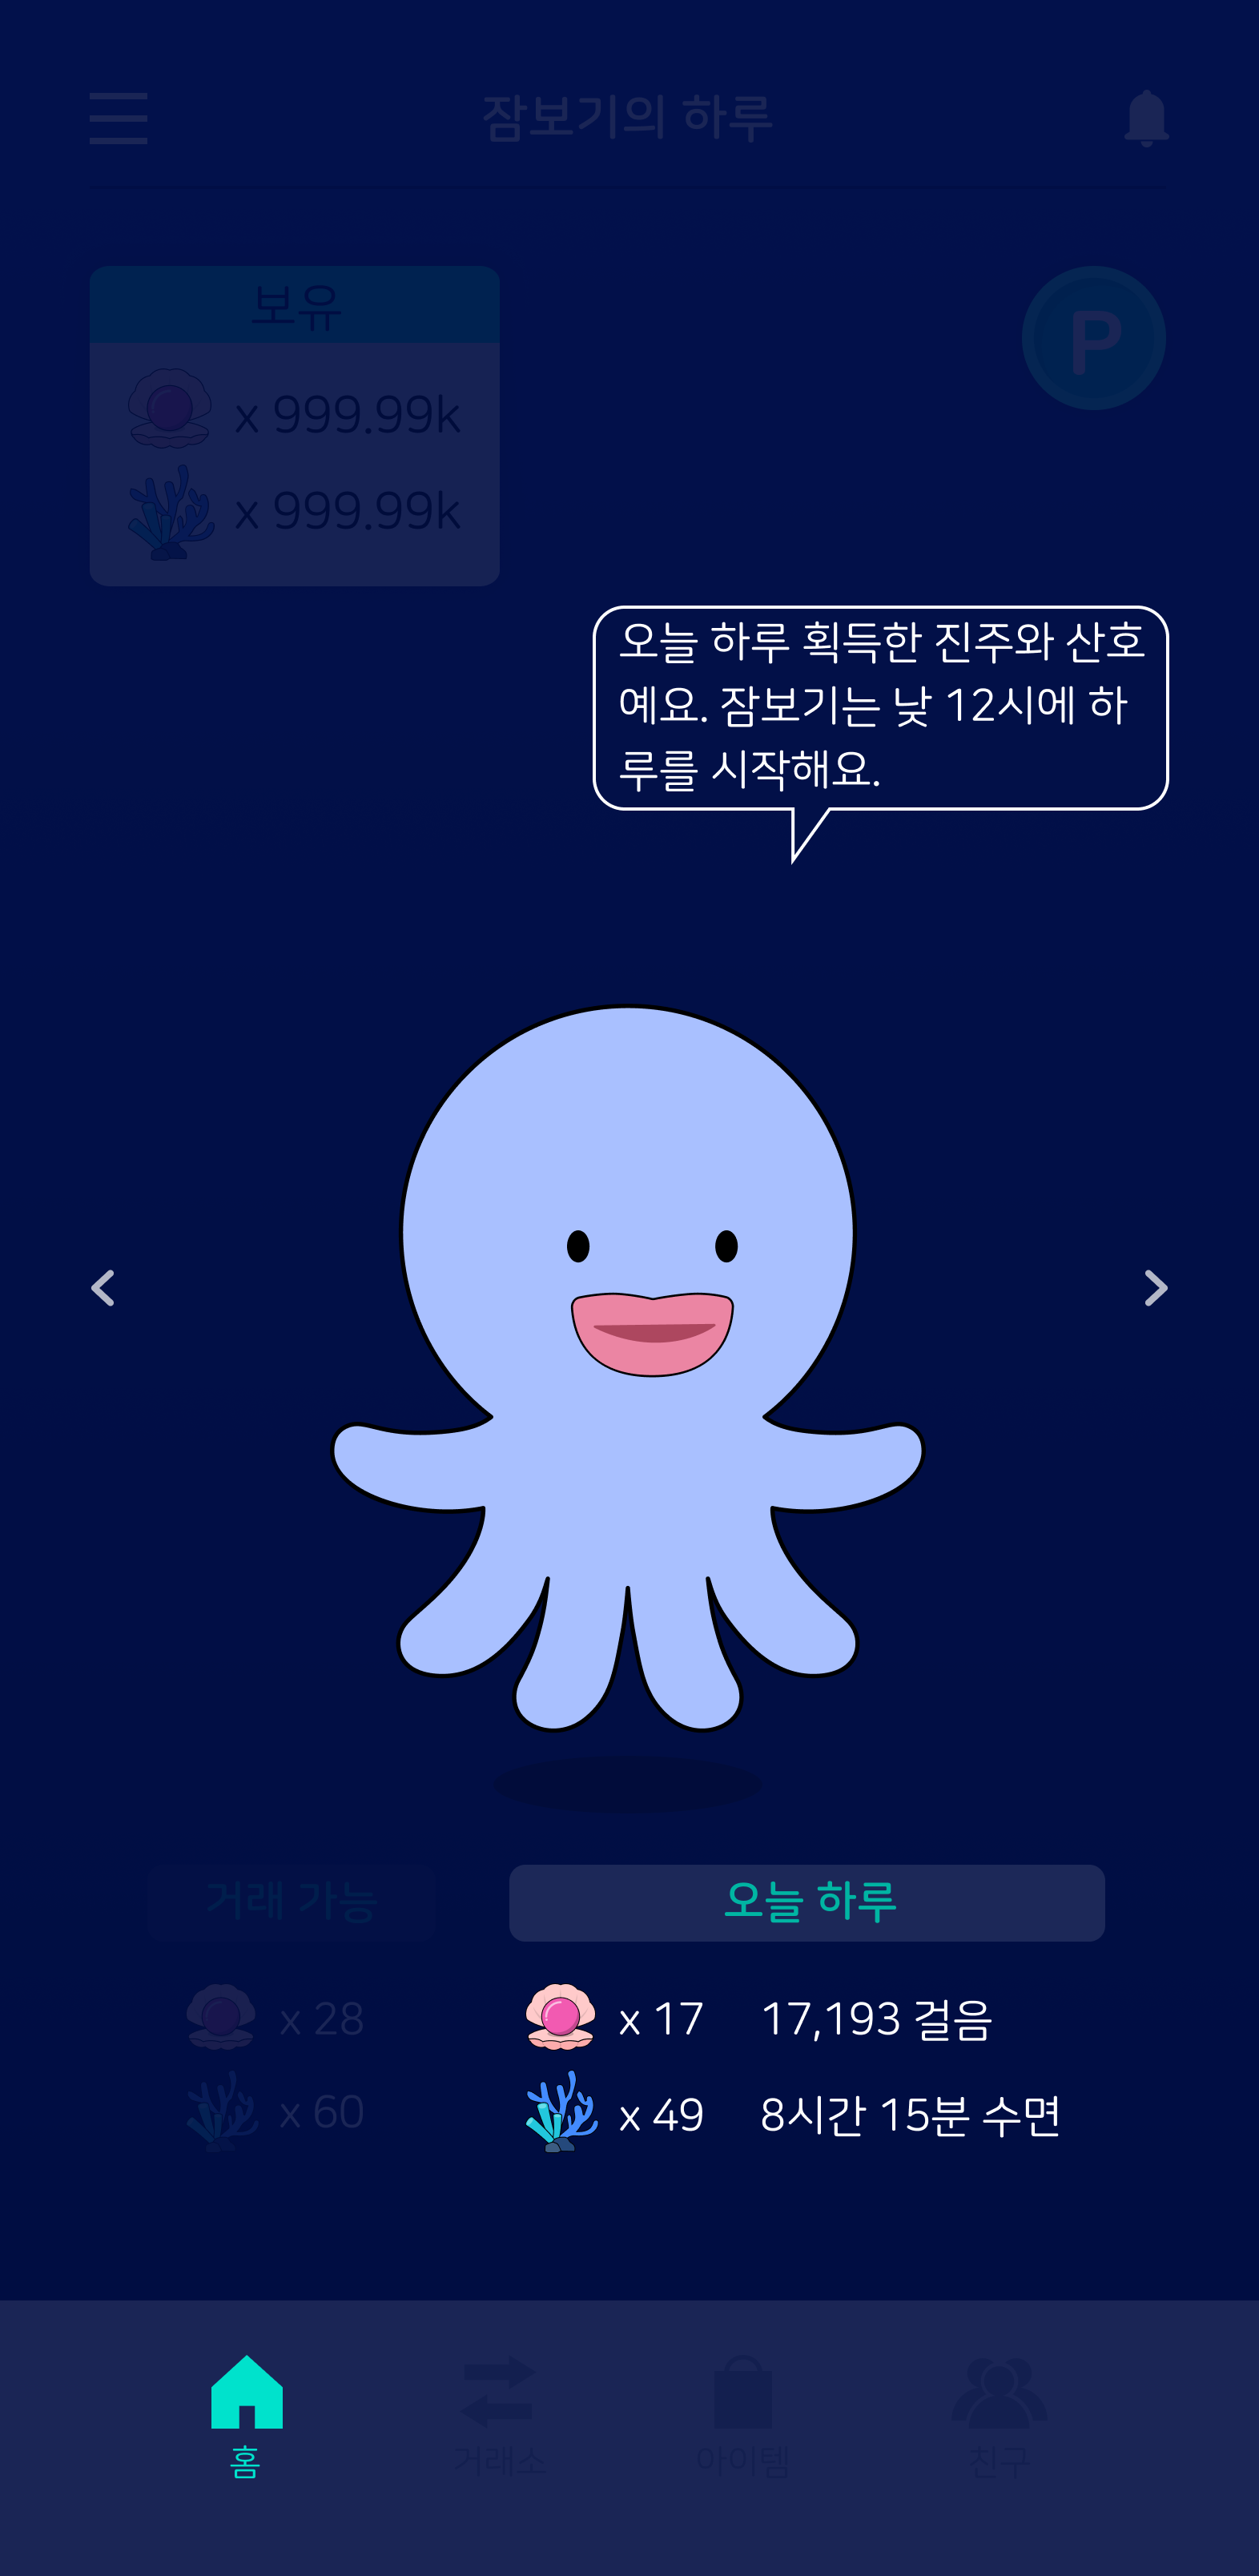 잠보기의 하루
보유
x 999.99k
x 999.99k
P
오늘 하루 획득한 진주와 산호
예요. 잠보기는 낮 12시에 하
루를 시작해요.
거래 가능
오늘 하루
x 28
x 17 17,193 걸음
x 60
x 49 8시간 15분 수면
홈 거래소 아이템 친구